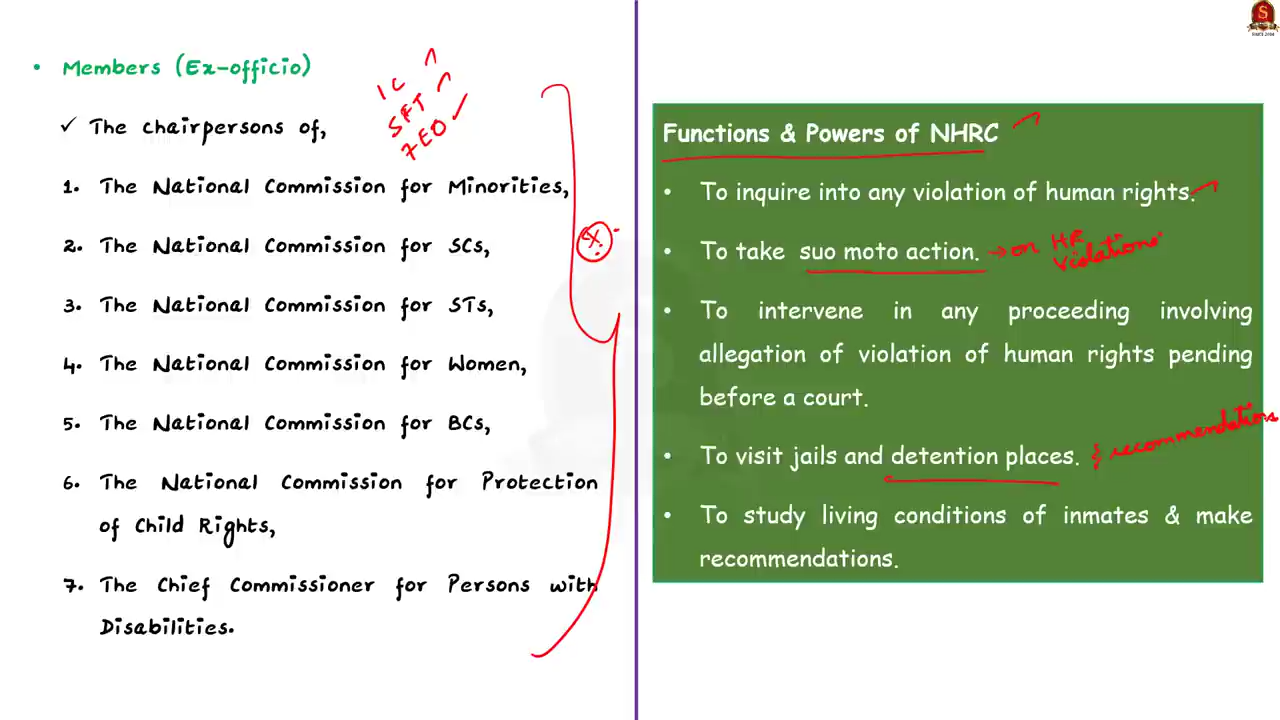 • Members (Ex-officio)
✓ The chairpersons of,
1. The National Commission for Minorities,
2. The National Commission for SCs,
3. The National Commission for STs,
4. The National Commission for Women,
5. The National Commission for BCs,
6. The National Commission for Protection
of Child Rights,
7. The Chief Commissioner for Persons with
Disabilities.
1C
5FT
7EO
Functions & Powers of NHRC
• To inquire into any violation of human rights.
• To take suo moto action. → on HR
violations
• To intervene in any proceeding involving
allegation of violation of human rights pending
before a court.
• To visit jails and detention places. & recommendations
• To study living conditions of inmates & make
recommendations.
S